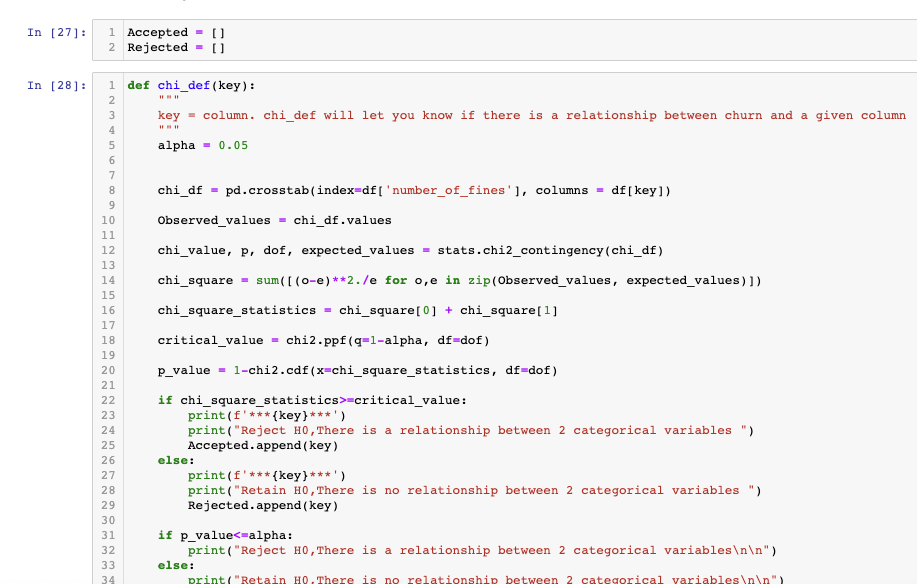 In [27]:
1 Accepted = []
2 Rejected = []
In [28]:
1 def chi_def(key):
2     """
3     key = column. chi_def will let you know if there is a relationship between churn and a given column
4     """
5     alpha = 0.05
6
7
8     chi_df = pd.crosstab(index=df['number_of_fines'], columns = df[key])
9
10     Observed_values = chi_df.values
11
12     chi_value, p, dof, expected_values = stats.chi2_contingency(chi_df)
13
14     chi_square = sum([(o-e)**2./e for o,e in zip(Observed_values, expected_values)])
15
16     chi_square_statistics = chi_square[0] + chi_square[1]
17
18     critical_value = chi2.ppf(q=1-alpha, df=dof)
19
20     p_value = 1-chi2.cdf(x=chi_square_statistics, df=dof)
21
22     if chi_square_statistics>=critical_value:
23         print(f'***{key}***')
24         print("Reject H0,There is a relationship between 2 categorical variables ")
25         Accepted.append(key)
26     else:
27         print(f'***{key}***')
28         print("Retain H0,There is no relationship between 2 categorical variables ")
29         Rejected.append(key)
30
31     if p_value<=alpha:
32         print("Reject H0,There is a relationship between 2 categorical variables\n\n")
33     else:
34         print("Retain H0,There is no relationship between 2 categorical variables\n\n")